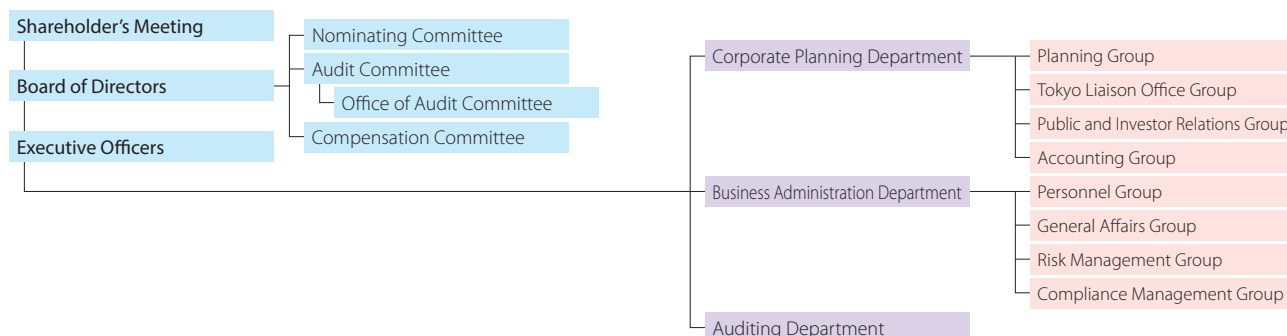 Shareholder’s Meeting
Board of Directors
Executive Officers
Nominating Committee
Audit Committee
Office of Audit Committee
Compensation Committee
Corporate Planning Department
Business Administration Department
Auditing Department
Planning Group
Tokyo Liaison Office Group
Public and Investor Relations Group
Accounting Group
Personnel Group
General Affairs Group
Risk Management Group
Compliance Management Group